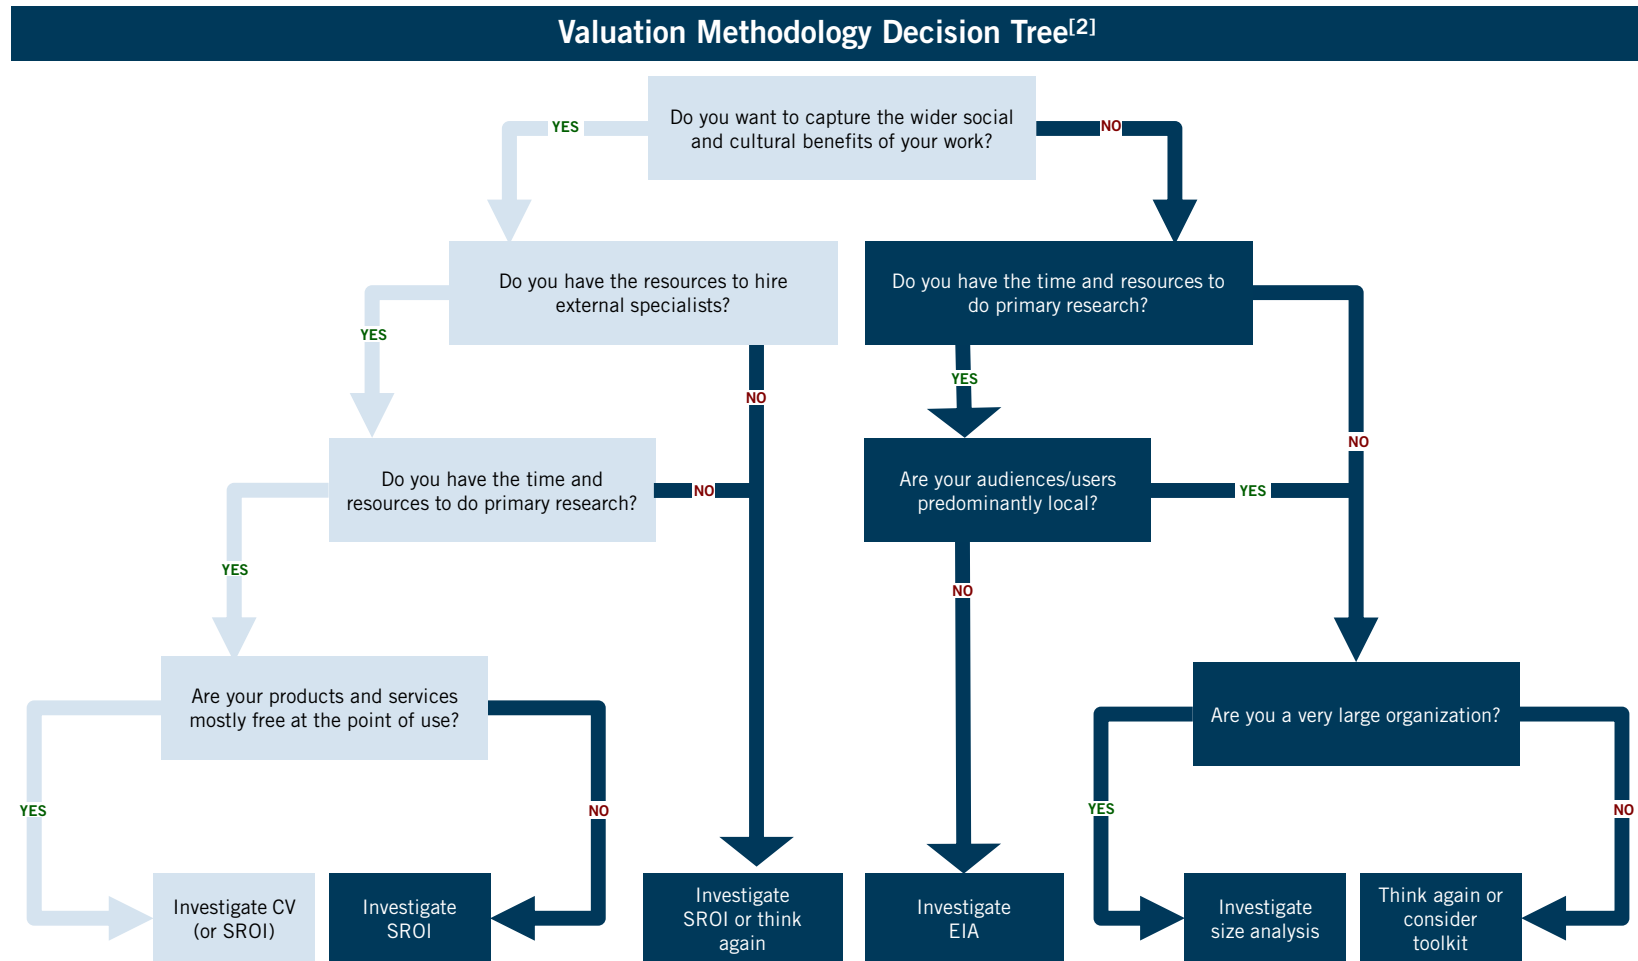 Valuation Methodology Decision Tree[2]
Do you want to capture the wider social
and cultural benefits of your work?
YES
NO
Do you have the resources to hire
external specialists?
Do you have the time and resources to
do primary research?
YES
NO
YES
NO
Do you have the time and
resources to do primary research?
NO
Are your audiences/users
predominantly local?
YES
YES
NO
Are your products and services
mostly free at the point of use?
Are you a very large organization?
YES
NO
YES
NO
Investigate CV
(or SROI)
Investigate
SROI
Investigate
SROI or think
again
Investigate
EIA
Investigate
size analysis
Think again or
consider
toolkit